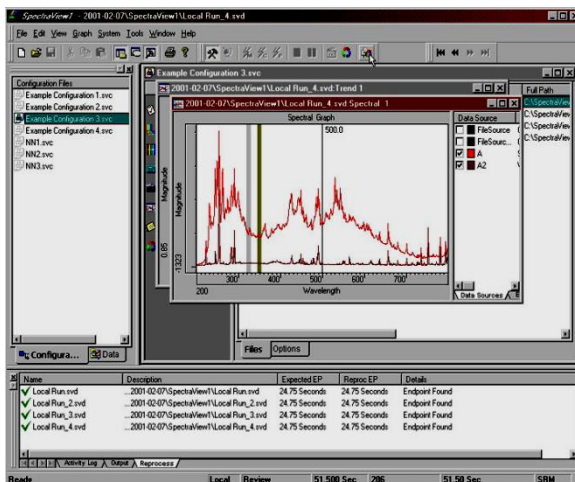 SpectraView1 - 2001-02-07\SpectraView1\Local Run_4.svd
File Edit View Graph System Tools Window Help
Configuration Files
Example Configuration 1.svc
Example Configuration 2.svc
Example Configuration 3.svc
Example Configuration 4.svc
NN1.svc
NN2.svc
NN3.svc
Configura...
Data
Example Configuration 3.svc
2001-02-07\SpectraView1\Local Run_4.svd:Trend 1
2001-02-07\SpectraView1\Local Run_4.svd:Spectral 1
Spectral Graph
500.0
Magnitude
0.85
Magnitude
-1323
200
300
400
500
600
700
Wavelength
Data Source
FileSource
FileSourc...
A
A2
Data Sources
Full Path
C:\SpectraView
C:\SpectraView
C:\SpectraView
C:\SpectraView
Files
Options
Name Description Expected EP Reproc EP Details
Local Run.svd ...2001-02-07\SpectraView1\Local Run.svd 24.75 Seconds 24.75 Seconds Endpoint Found
Local Run_2.svd ...2001-02-07\SpectraView1\Local Run_2.svd 24.75 Seconds 24.75 Seconds Endpoint Found
Local Run_3.svd ...2001-02-07\SpectraView1\Local Run_3.svd 24.75 Seconds 24.75 Seconds Endpoint Found
Local Run_4.svd ...2001-02-07\SpectraView1\Local Run_4.svd 24.75 Seconds 24.75 Seconds Endpoint Found
Activity Log Output Reprocess
Ready Local Review 51.500 Sec 206 51.50 Sec SBM